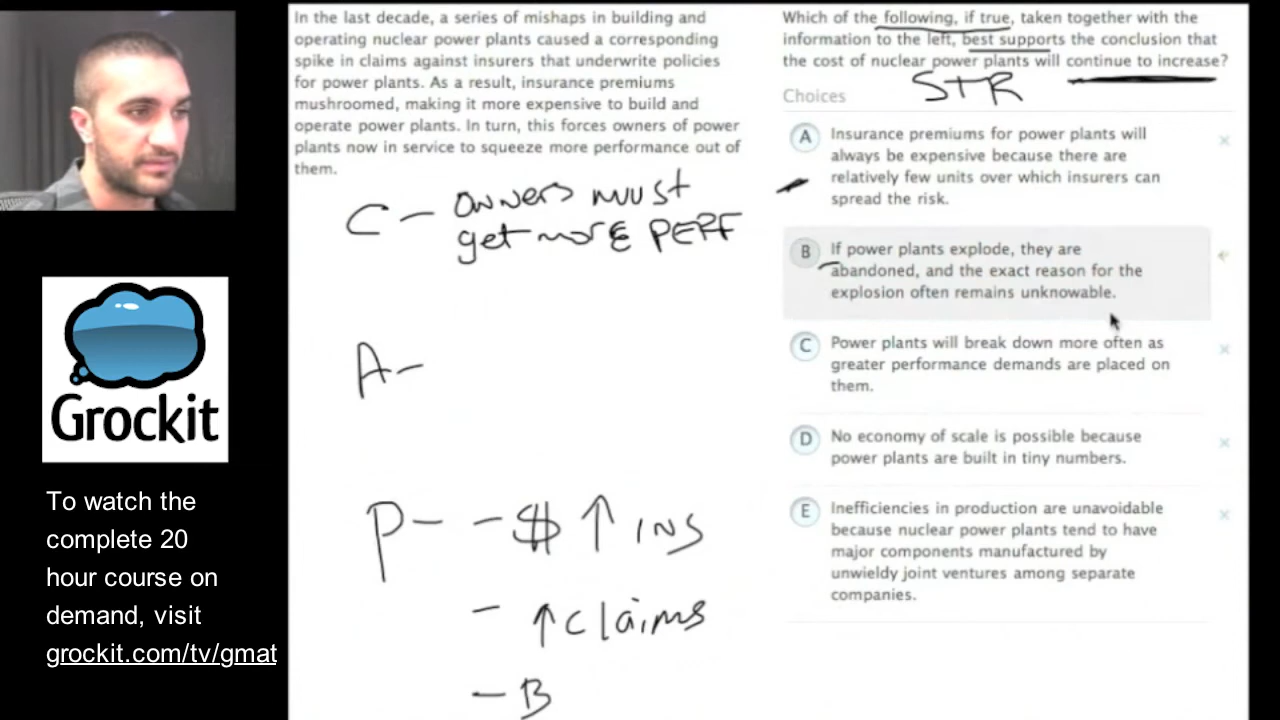 In the last decade, a series of mishaps in building and
operating nuclear power plants caused a corresponding
spike in claims against insurers that underwrite policies
for power plants. As a result, insurance premiums
mushroomed, making it more expensive to build and
operate power plants. In turn, this forces owners of power
plants now in service to squeeze more performance out of
them.
C - owners must
get more PERF
A-
P- - $ ↑ ins
- ↑ claims
- B
Which of the following, if true, taken together with the
information to the left, best supports the conclusion that
the cost of nuclear power plants will continue to increase?
STR
Choices
A Insurance premiums for power plants will
always be expensive because there are
relatively few units over which insurers can
spread the risk.
B If power plants explode, they are
abandoned, and the exact reason for the
explosion often remains unknowable.
C Power plants will break down more often as
greater performance demands are placed on
them.
D No economy of scale is possible because
power plants are built in tiny numbers.
E Inefficiencies in production are unavoidable
because nuclear power plants tend to have
major components manufactured by
unwieldy joint ventures among separate
companies.
Grockit
To watch the
complete 20
hour course on
demand, visit
grockit.com/tv/gmat